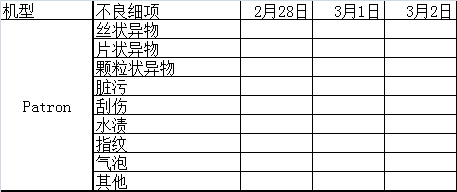 机型 不良细项 2月28日 3月1日 3月2日
丝状异物
片状异物
颗粒状异物
脏污
Patron 刮伤
水渍
指纹
气泡
其他